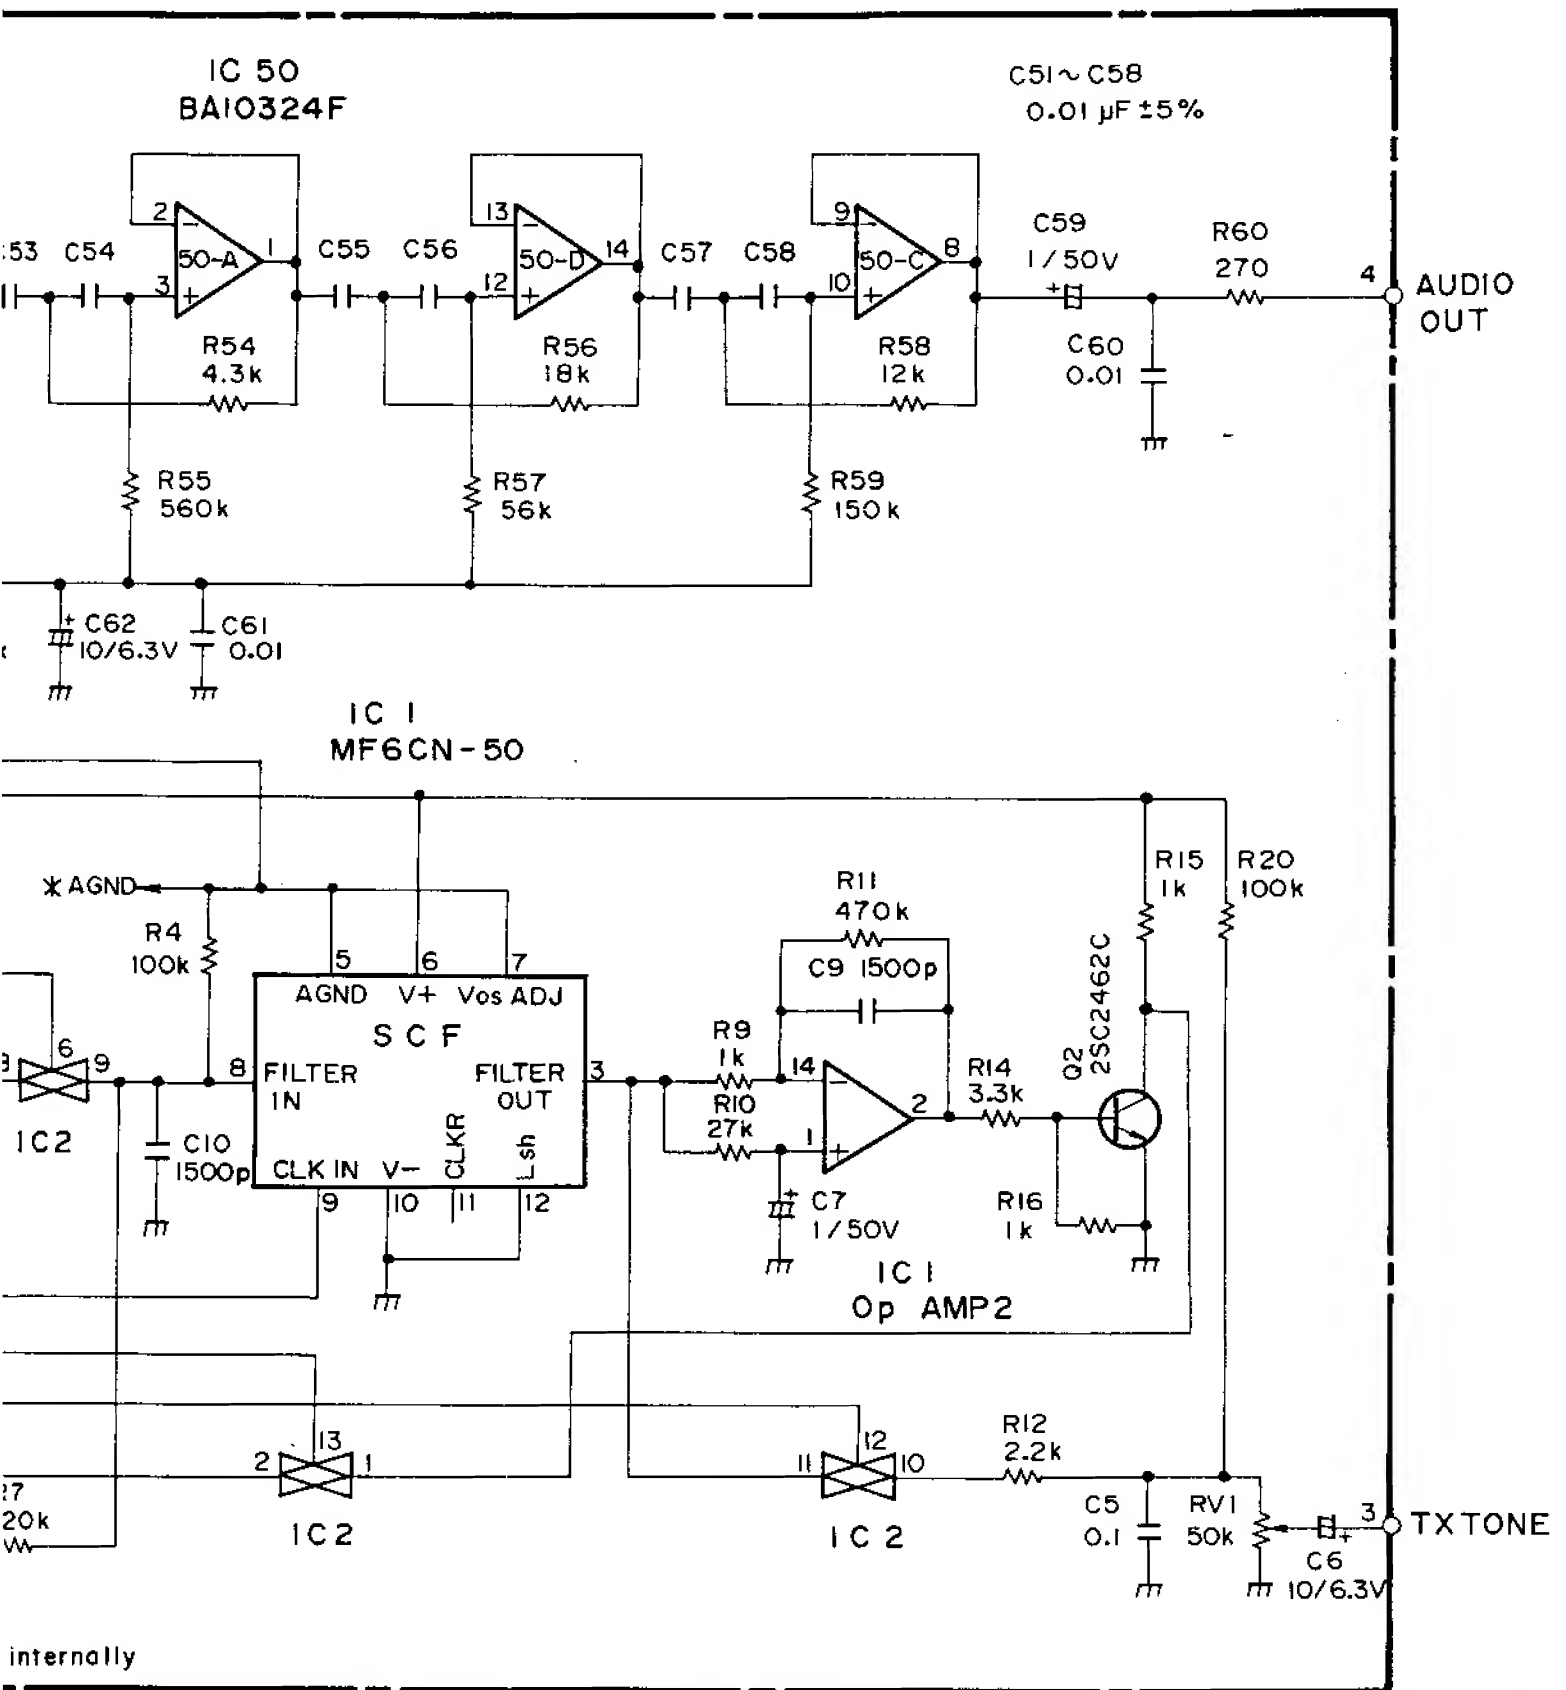 IC 50
BA10324F
C51~C58
0.01 µF ±5%
2
50-A
1
3
C54
C55
C56
13
50-D
14
12
C57
C58
9
50-C
8
10
C59
1/50V
R60
270
4
AUDIO
OUT
R54
4.3k
R56
18k
R58
12k
C60
0.01
R55
560k
R57
56k
R59
150k
C62
10/6.3V
C61
0.01
IC 1
MF6CN-50
* AGND
R4
100k
5
6
7
AGND V+ Vos ADJ
SCF
R11
470k
C9 1500p
R15
1k
R20
100k
Q2
2SC2462C
6
9
8
FILTER
IN
FILTER
OUT
3
R9
1k
14
R10
27k
1
2
R14
3.3k
IC2
C10
1500p
CLK IN V- CLKR Lsh
9
10
11
12
C7
1/50V
R16
1k
IC 1
Op AMP2
2
13
1
IC2
11
12
10
IC 2
R12
2.2k
C5
0.1
RV1
50k
3
TXTONE
C6
10/6.3V
20k
internally